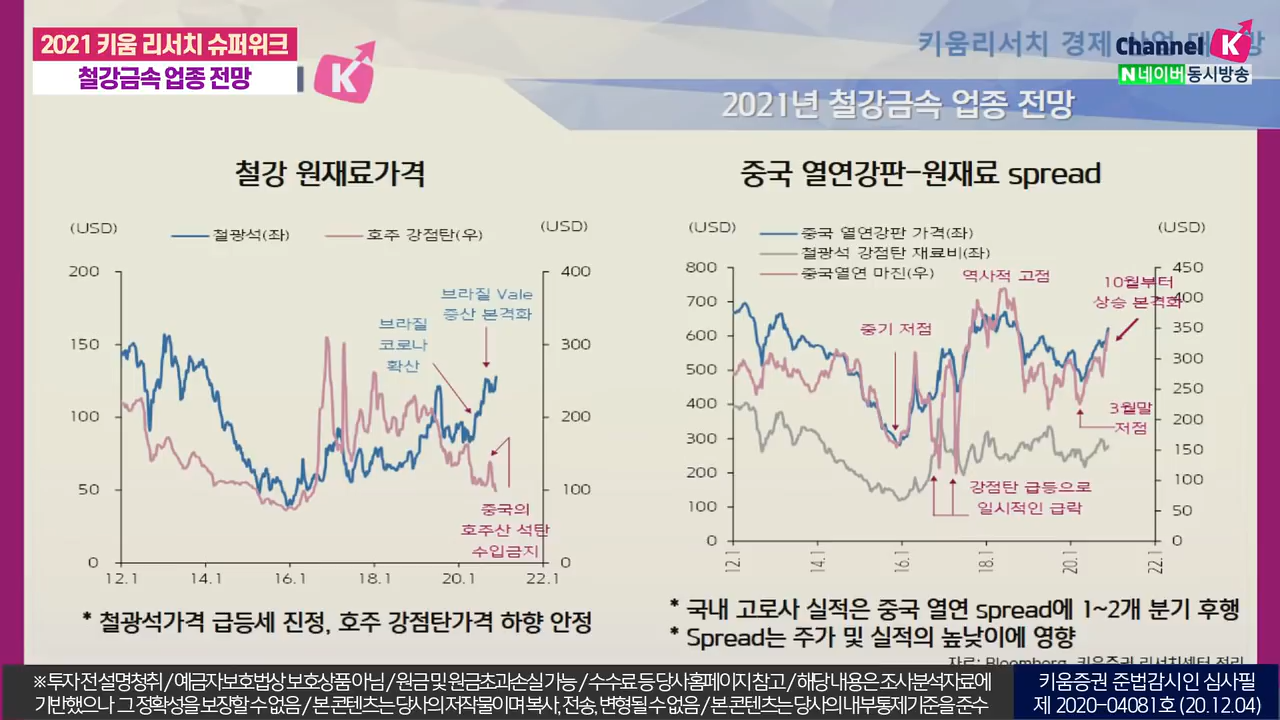 2021 키움 리서치 슈퍼위크
철강금속 업종 전망
K
키움리서치 경제
Channel K
N 네이버 동시방송
2021년 철강금속 업종 전망
철강 원재료가격
(USD)
(USD)
철광석(좌)
호주 강점탄(우)
200
150
100
50
0
400
300
200
100
0
브라질 Vale
증산 본격화
브라질
코로나
확산
중국의
호주산 석탄
수입금지
12.1 14.1 16.1 18.1 20.1 22.1
* 철광석가격 급등세 진정, 호주 강점탄가격 하향 안정
중국 열연강판-원재료 spread
(USD)
(USD)
중국 열연강판 가격(좌)
철광석 강점탄 재료비(좌)
중국열연 마진(우)
800
700
600
500
400
300
200
100
0
450
400
350
300
250
200
150
100
50
0
역사적 고점
10월부터
상승 본격화
중기 저점
3월말
저점
강점탄 급등으로
일시적인 급락
12.1 14.1 16.1 18.1 20.1 22.1
* 국내 고로사 실적은 중국 열연 spread에 1~2개 분기 후행
* Spread는 주가 및 실적의 높낮이에 영향
자료: Bloomberg, 키움증권 리서치센터 정리
※ 투자 전 설명청취 / 예금자보호법상 보호상품 아님 / 원금 및 원금초과손실 가능 / 수수료 등 당사홈페이지 참고 / 해당 내용은 조사분석자료에
기반했으나 그 정확성을 보장할 수 없음 / 본 콘텐츠는 당사의 저작물이며 복사, 전송, 변형될 수 없음 / 본 콘텐츠는 당사의 내부통제기준을 준수
키움증권 준법감시인 심사필
제 2020-04081호 (20.12.04)